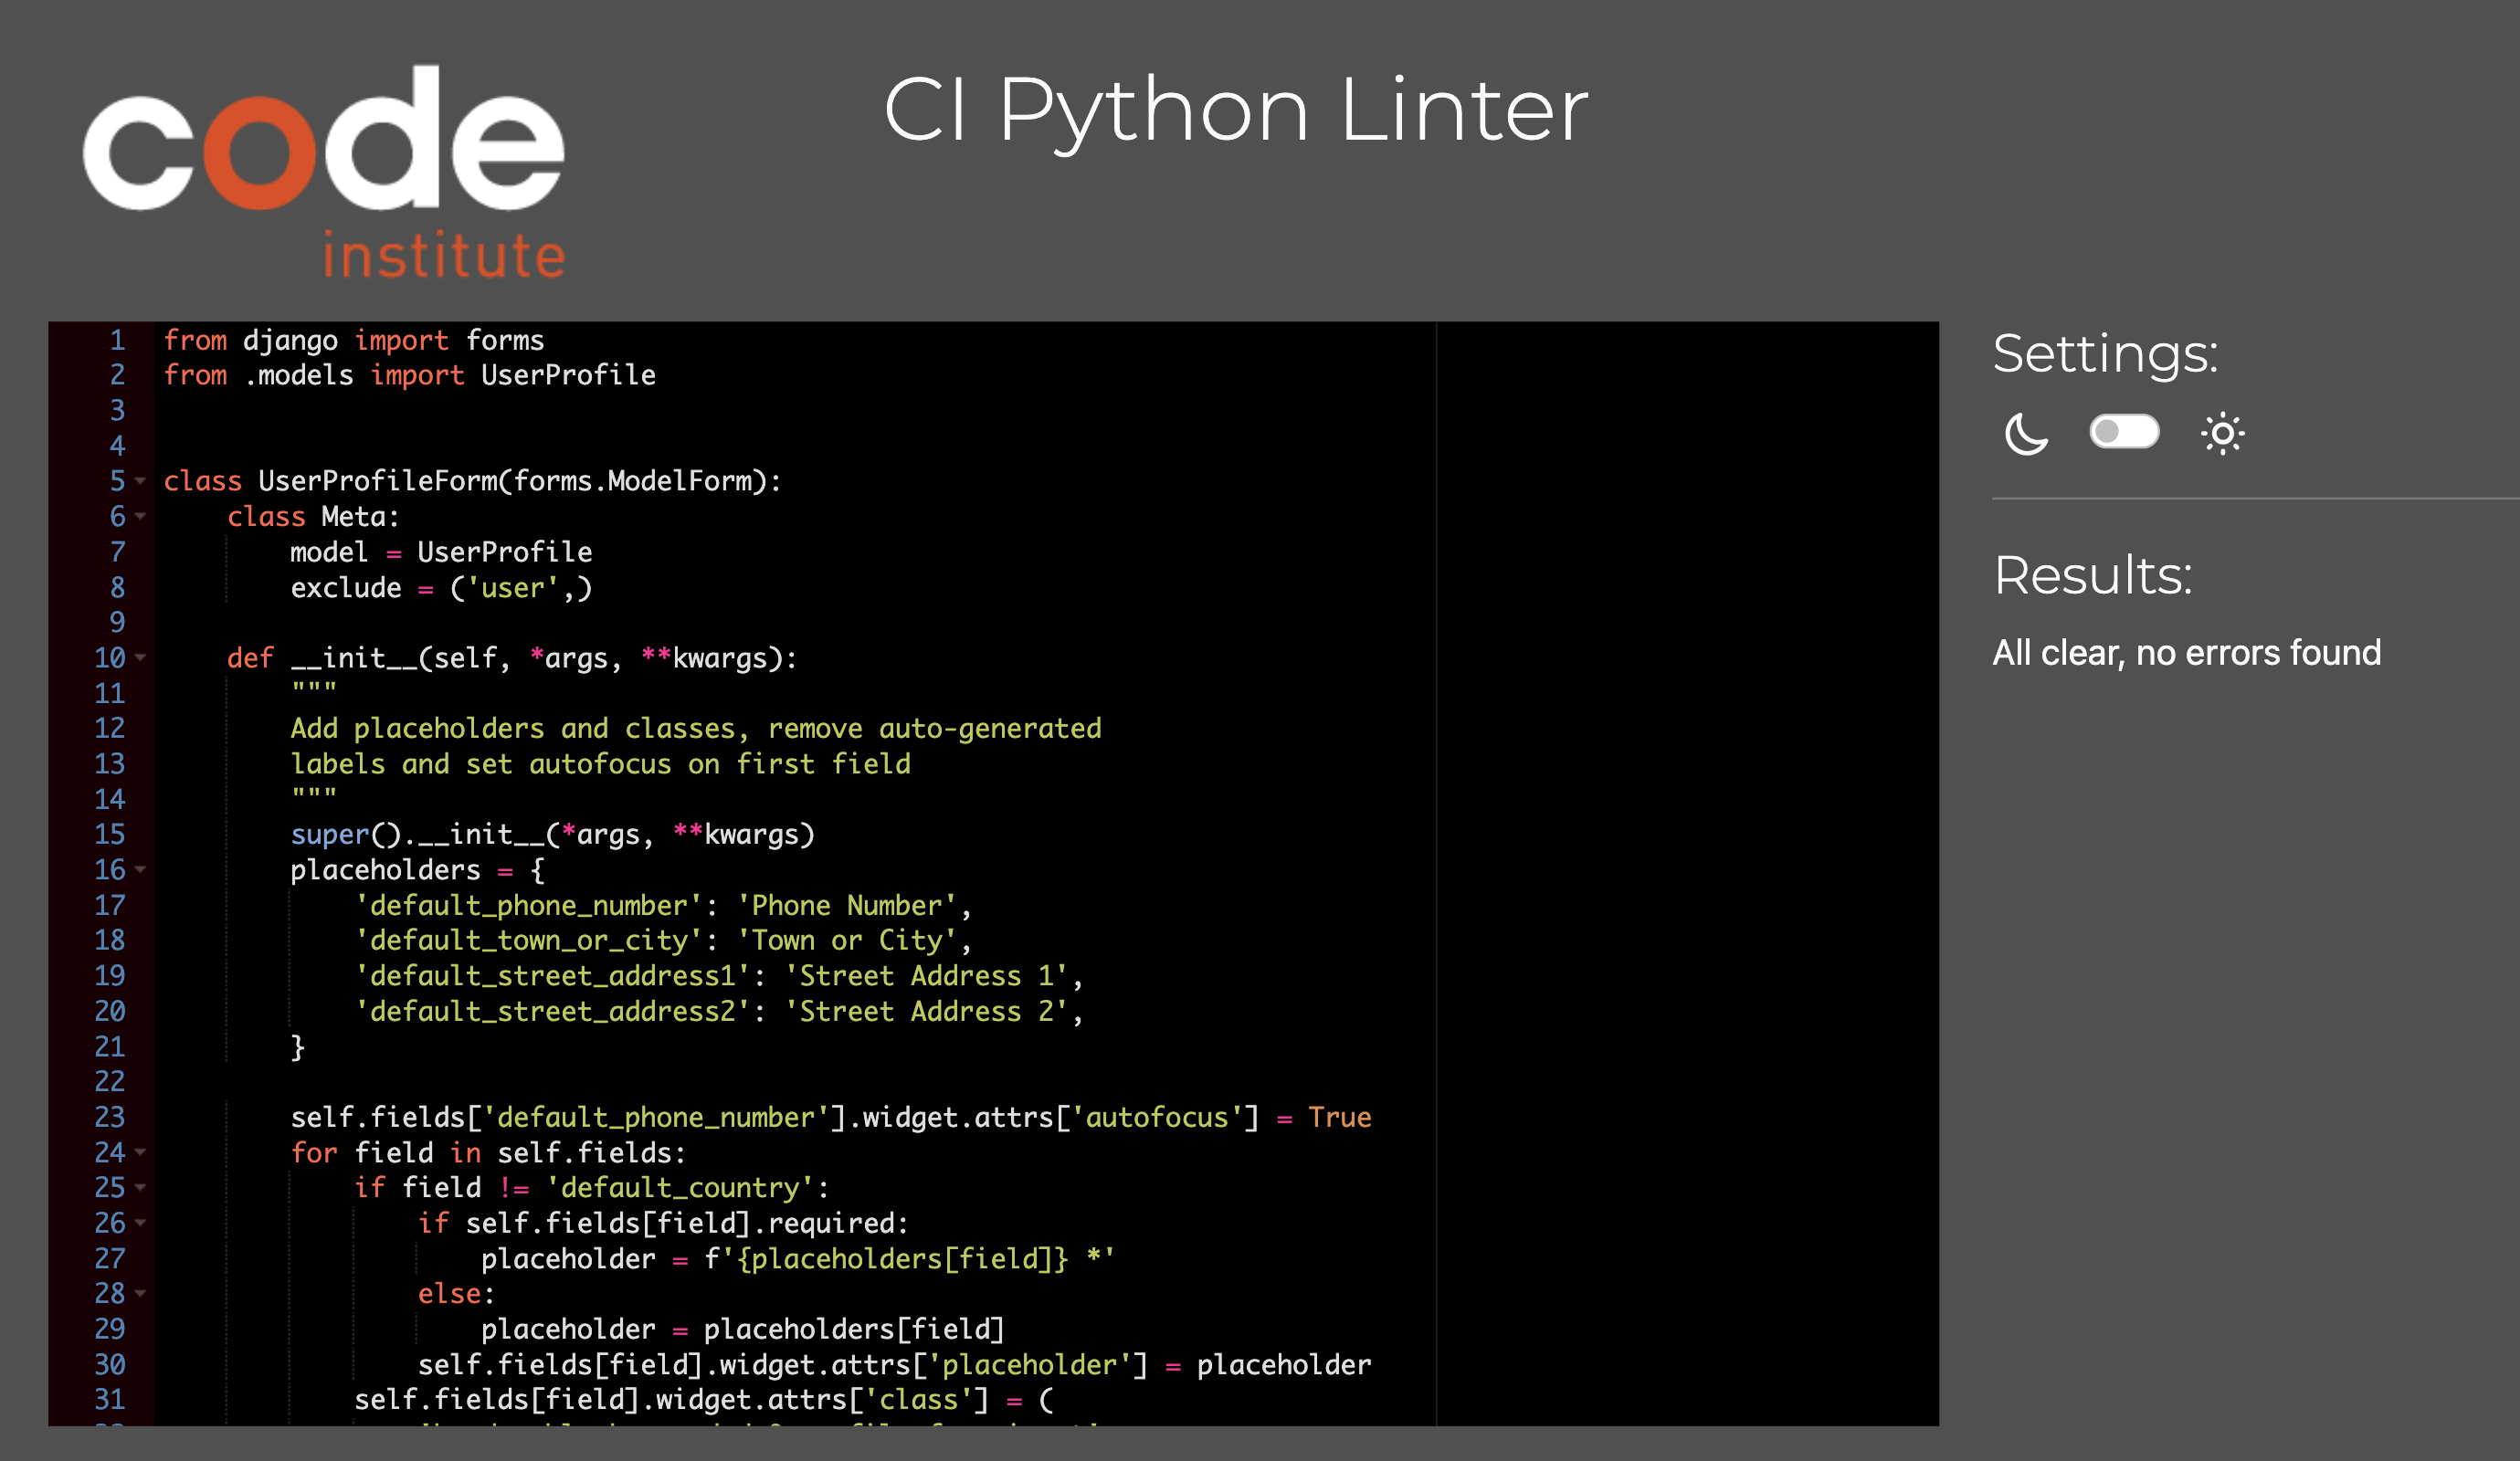 code
institute
CI Python Linter
1 from django import forms
2 from .models import UserProfile
3
4
5 class UserProfileForm(forms.ModelForm):
6     class Meta:
7         model = UserProfile
8         exclude = ('user',)
9
10     def __init__(self, *args, **kwargs):
11         """
12         Add placeholders and classes, remove auto-generated
13         labels and set autofocus on first field
14         """
15         super().__init__(*args, **kwargs)
16         placeholders = {
17             'default_phone_number': 'Phone Number',
18             'default_town_or_city': 'Town or City',
19             'default_street_address1': 'Street Address 1',
20             'default_street_address2': 'Street Address 2',
21         }
22
23         self.fields['default_phone_number'].widget.attrs['autofocus'] = True
24         for field in self.fields:
25             if field != 'default_country':
26                 if self.fields[field].required:
27                     placeholder = f'{placeholders[field]} *'
28                 else:
29                     placeholder = placeholders[field]
30                 self.fields[field].widget.attrs['placeholder'] = placeholder
31             self.fields[field].widget.attrs['class'] = (
Settings:
Results:
All clear, no errors found